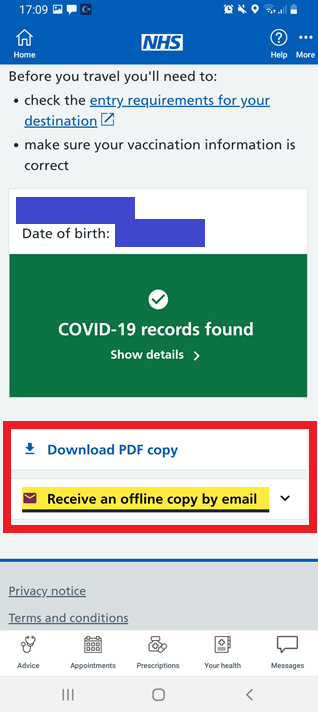 17:09
NHS
Home
Help
More
Before you travel you'll need to:
• check the entry requirements for your
destination
• make sure your vaccination information is
correct
Date of birth:
COVID-19 records found
Show details
Download PDF copy
Receive an offline copy by email
Privacy notice
Terms and conditions
Advice
Appointments
Prescriptions
Your health
Messages